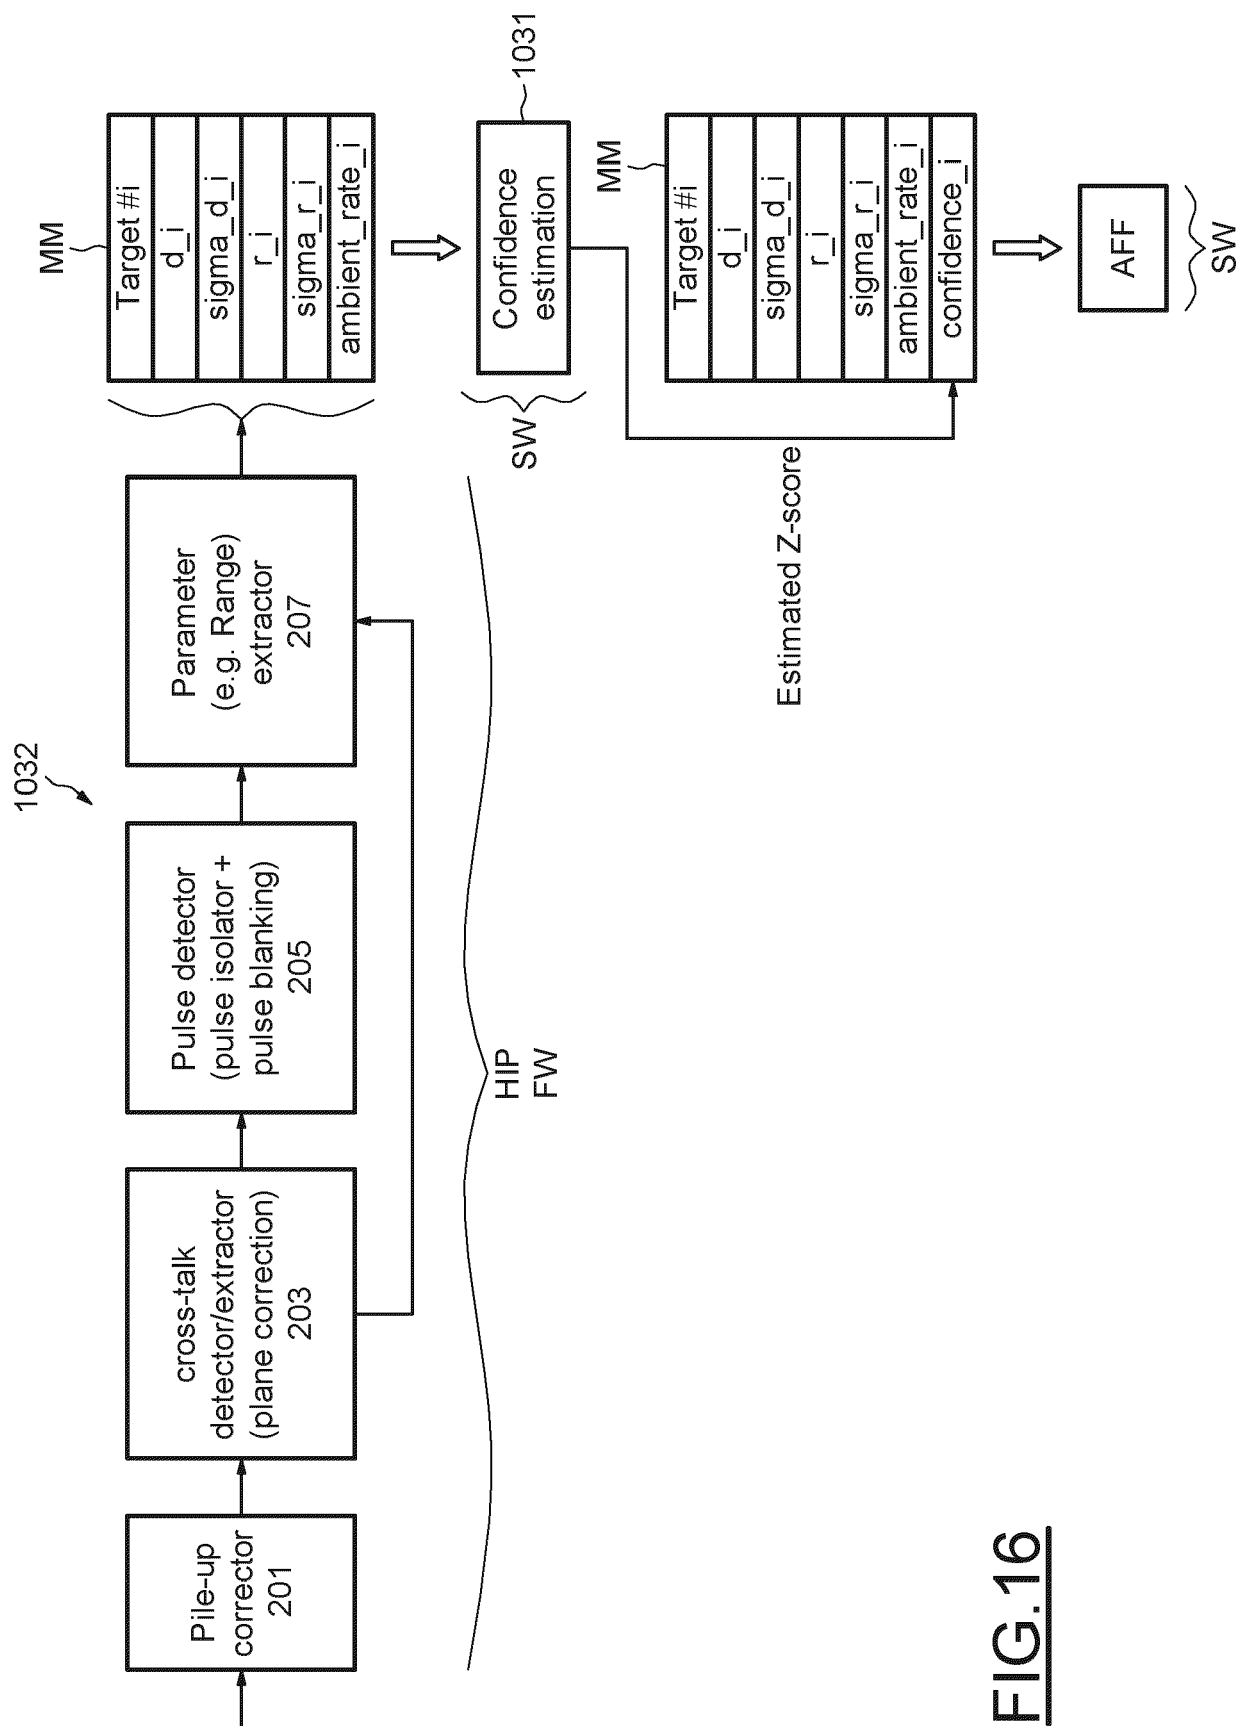 1032
Pile-up
corrector
201
cross-talk
detector/extractor
(plane correction)
203
Pulse detector
(pulse isolator +
pulse blanking)
205
Parameter
(e.g. Range)
extractor
207
MM
Target #i
d_i
sigma_d_i
r_i
sigma_r_i
ambient_rate_i
HIP
FW
SW
Confidence
estimation
1031
Estimated Z-score
MM
Target #i
d_i
sigma_d_i
r_i
sigma_r_i
ambient_rate_i
confidence_i
AFF
SW
FIG.16